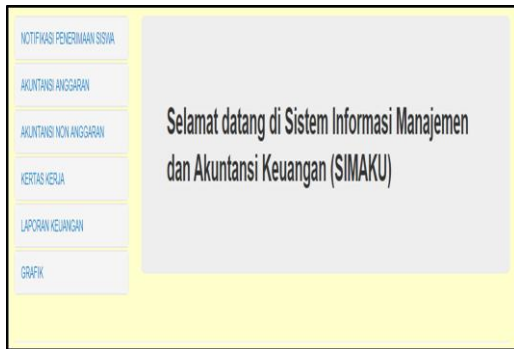 NOTIFIKASI PENERIMAAN SISWA
AKUNTANSI ANGGARAN
AKUNTANSI NON ANGGARAN
KERTAS KERJA
LAPORAN KEUANGAN
GRAFIK
Selamat datang di Sistem Informasi Manajemen
dan Akuntansi Keuangan (SIMAKU)